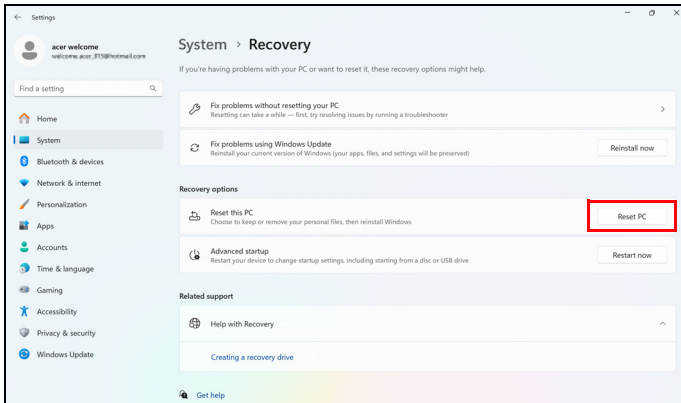 Settings
acer welcome
welcome.acer_815@hotmail.com
Find a setting
Home
System
Bluetooth & devices
Network & internet
Personalization
Apps
Accounts
Time & language
Gaming
Accessibility
Privacy & security
Windows Update
System > Recovery
If you're having problems with your PC or want to reset it, these recovery options might help.
Fix problems without resetting your PC
Resetting can take a while — first, try resolving issues by running a troubleshooter
Fix problems using Windows Update
Reinstall your current version of Windows (your apps, files, and settings will be preserved)
Reinstall now
Recovery options
Reset this PC
Choose to keep or remove your personal files, then reinstall Windows
Reset PC
Advanced startup
Restart your device to change startup settings, including starting from a disc or USB drive
Restart now
Related support
Help with Recovery
Creating a recovery drive
Get help